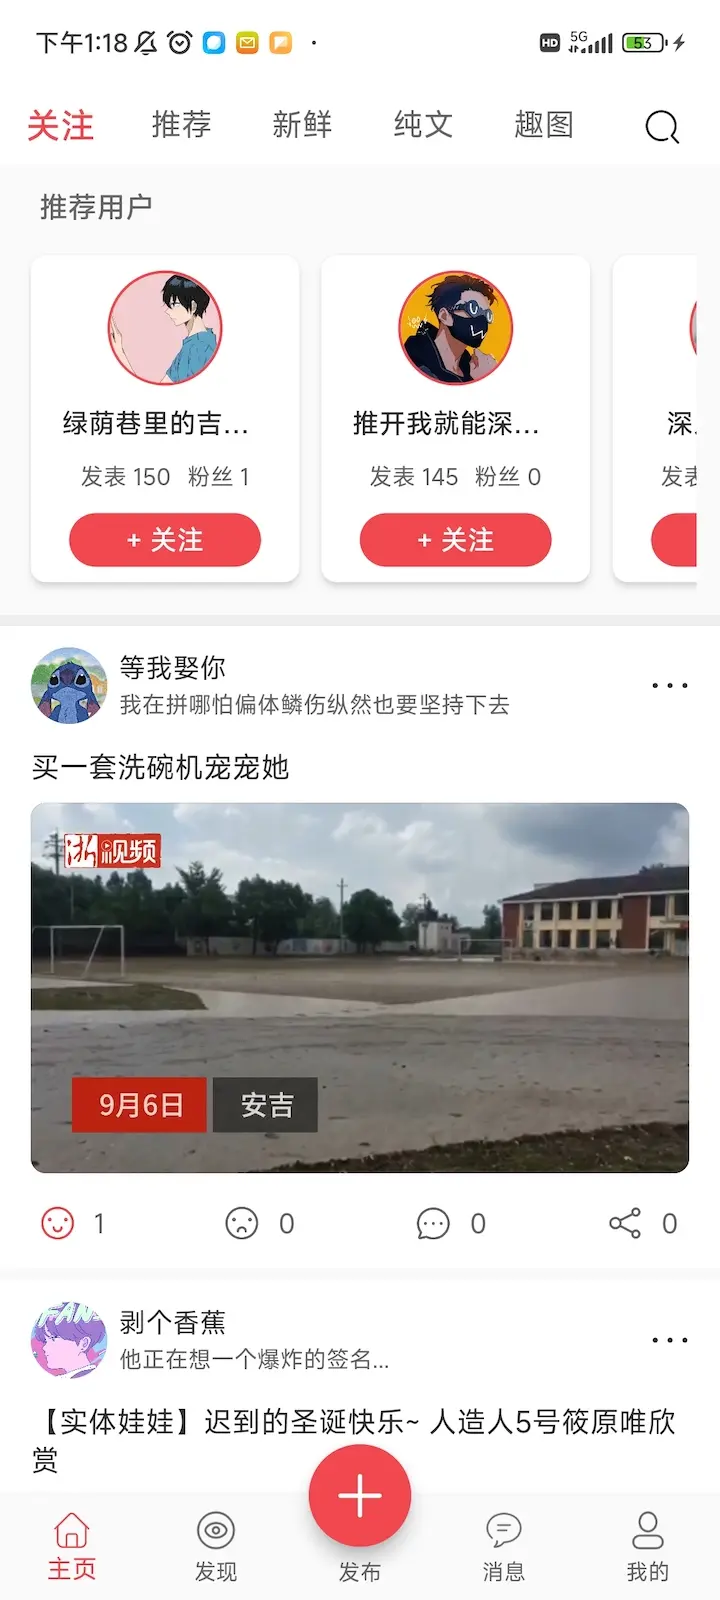 下午1:18
HD 5G 53
关注 推荐 新鲜 纯文 趣图
推荐用户
绿荫巷里的吉...
发表 150 粉丝 1
+ 关注
推开我就能深...
发表 145 粉丝 0
+ 关注
深
发表
等我娶你
我在拼哪怕偏体鳞伤纵然也要坚持下去
买一套洗碗机宠宠她
浙视频
9月6日 安吉
1 0 0 0
FAN
剥个香蕉
他正在想一个爆炸的签名...
【实体娃娃】迟到的圣诞快乐~ 人造人5号筱原唯欣
赏
主页 发现 发布 消息 我的